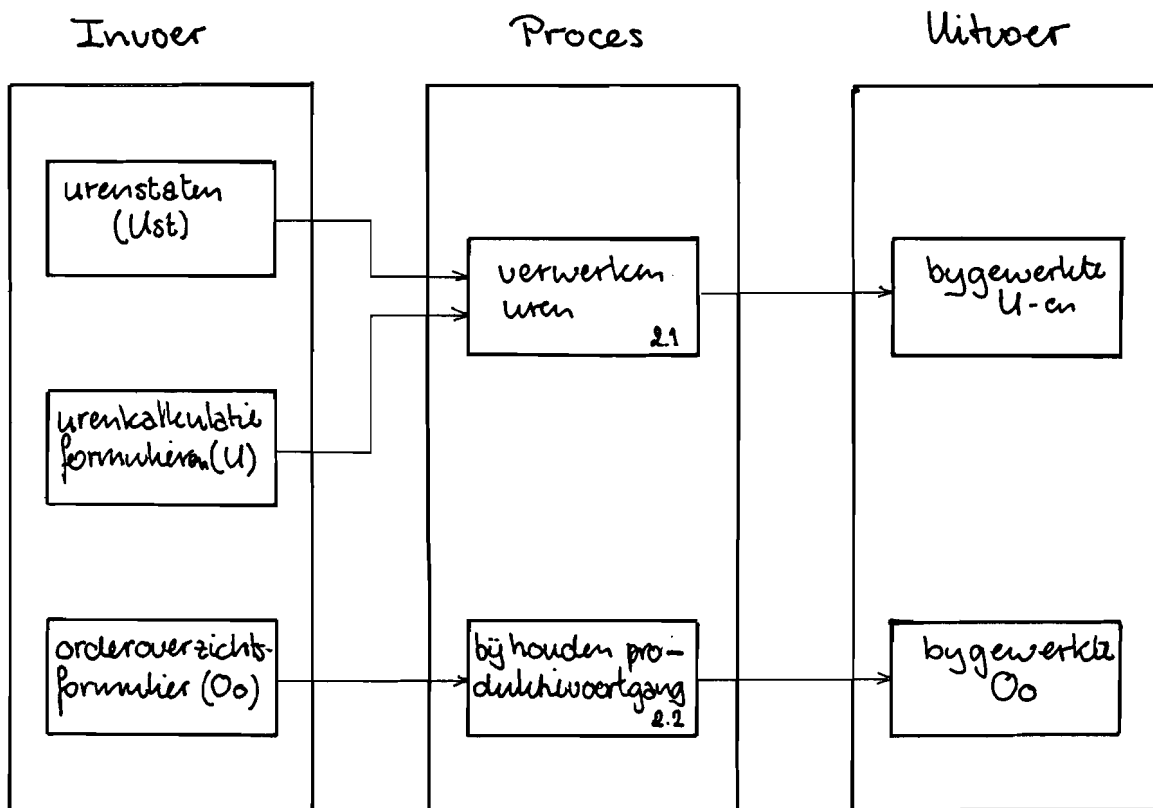 Invoer
Proces
Uitvoer
urenstaten
(Ust)
urenkalkulatie
formulieren (U)
orderoverzichts-
formulier (Oo)
verwerken
uren
2.1
bijhouden pro-
duktievoortgang
2.2
bygewerkte
U-en
bygewerkte
Oo